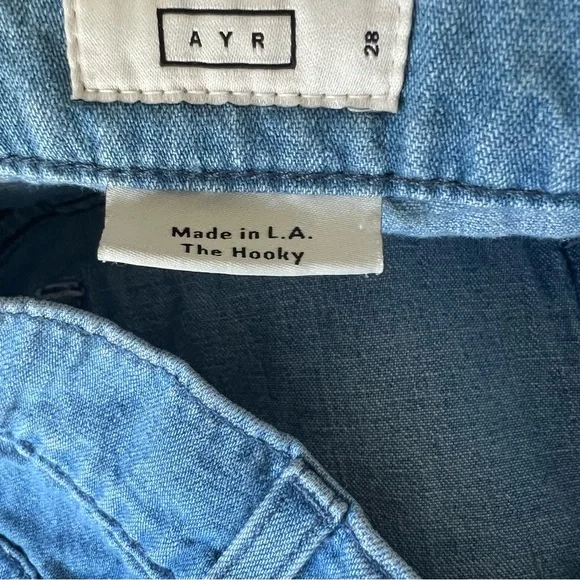 AYR
28
Made in L.A.
The Hooky